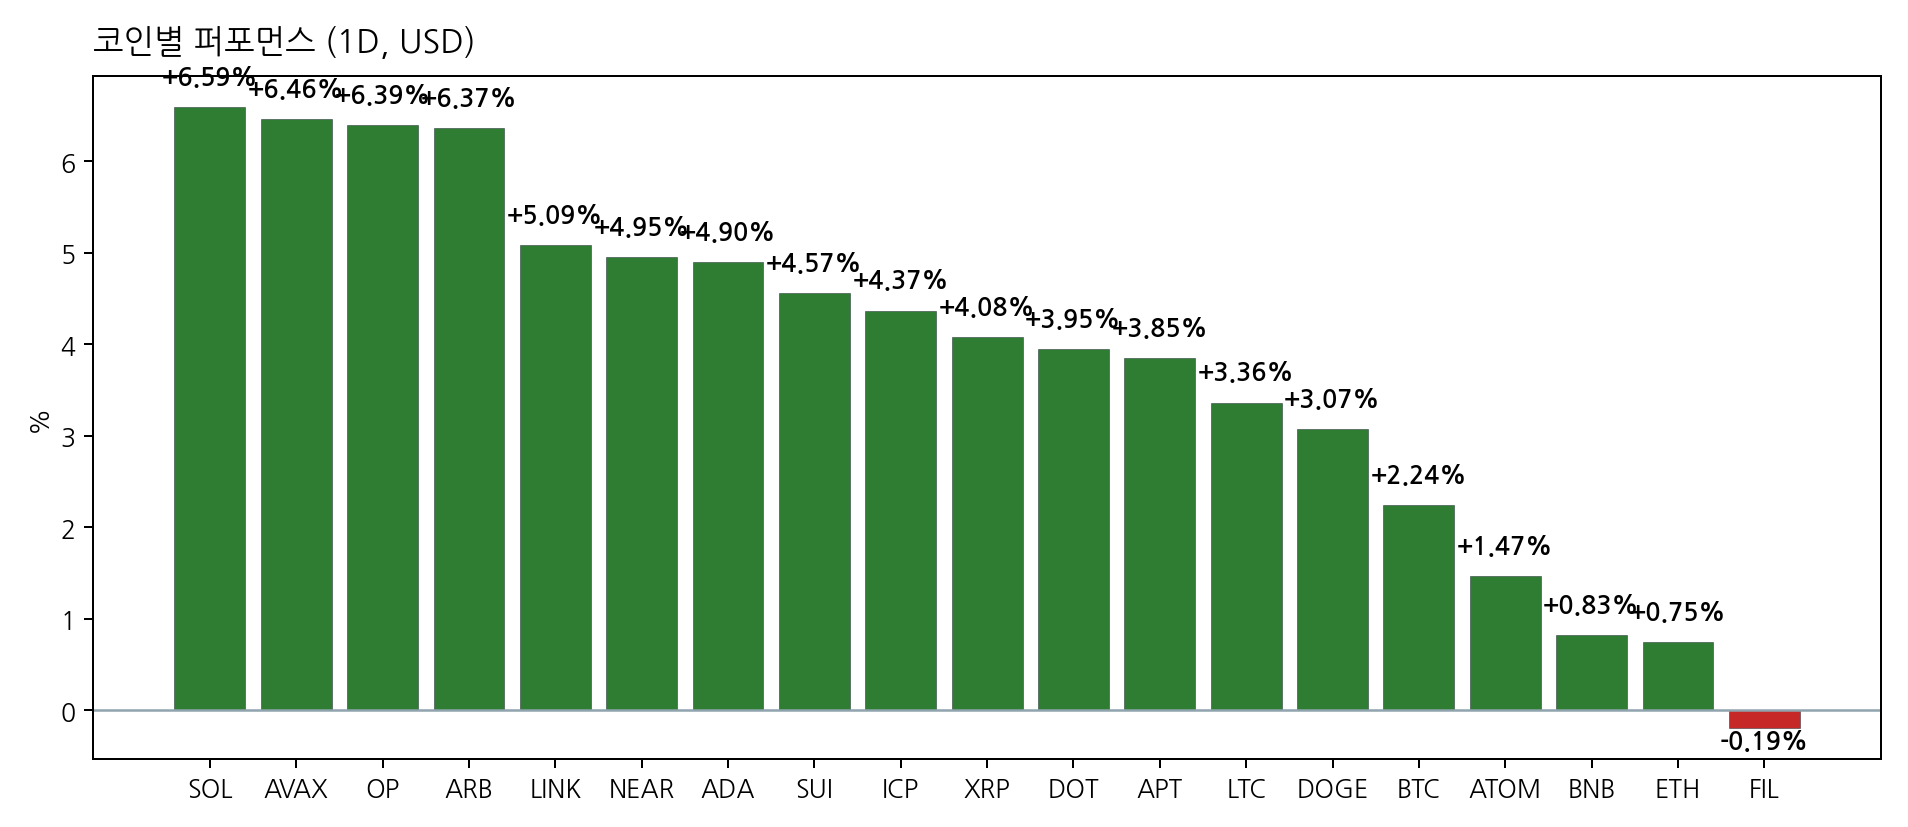 코인별 퍼포먼스 (1D, USD)
+6.59% +6.46% +6.39% +6.37%
+5.09% +4.95% +4.90%
+4.57% +4.37% +4.08% +3.95% +3.85%
+3.36% +3.07%
+2.24%
+1.47%
+0.83% +0.75%
-0.19%
6
5
4
3
2
1
0
%
SOL AVAX OP ARB LINK NEAR ADA SUI ICP XRP DOT APT LTC DOGE BTC ATOM BNB ETH FIL